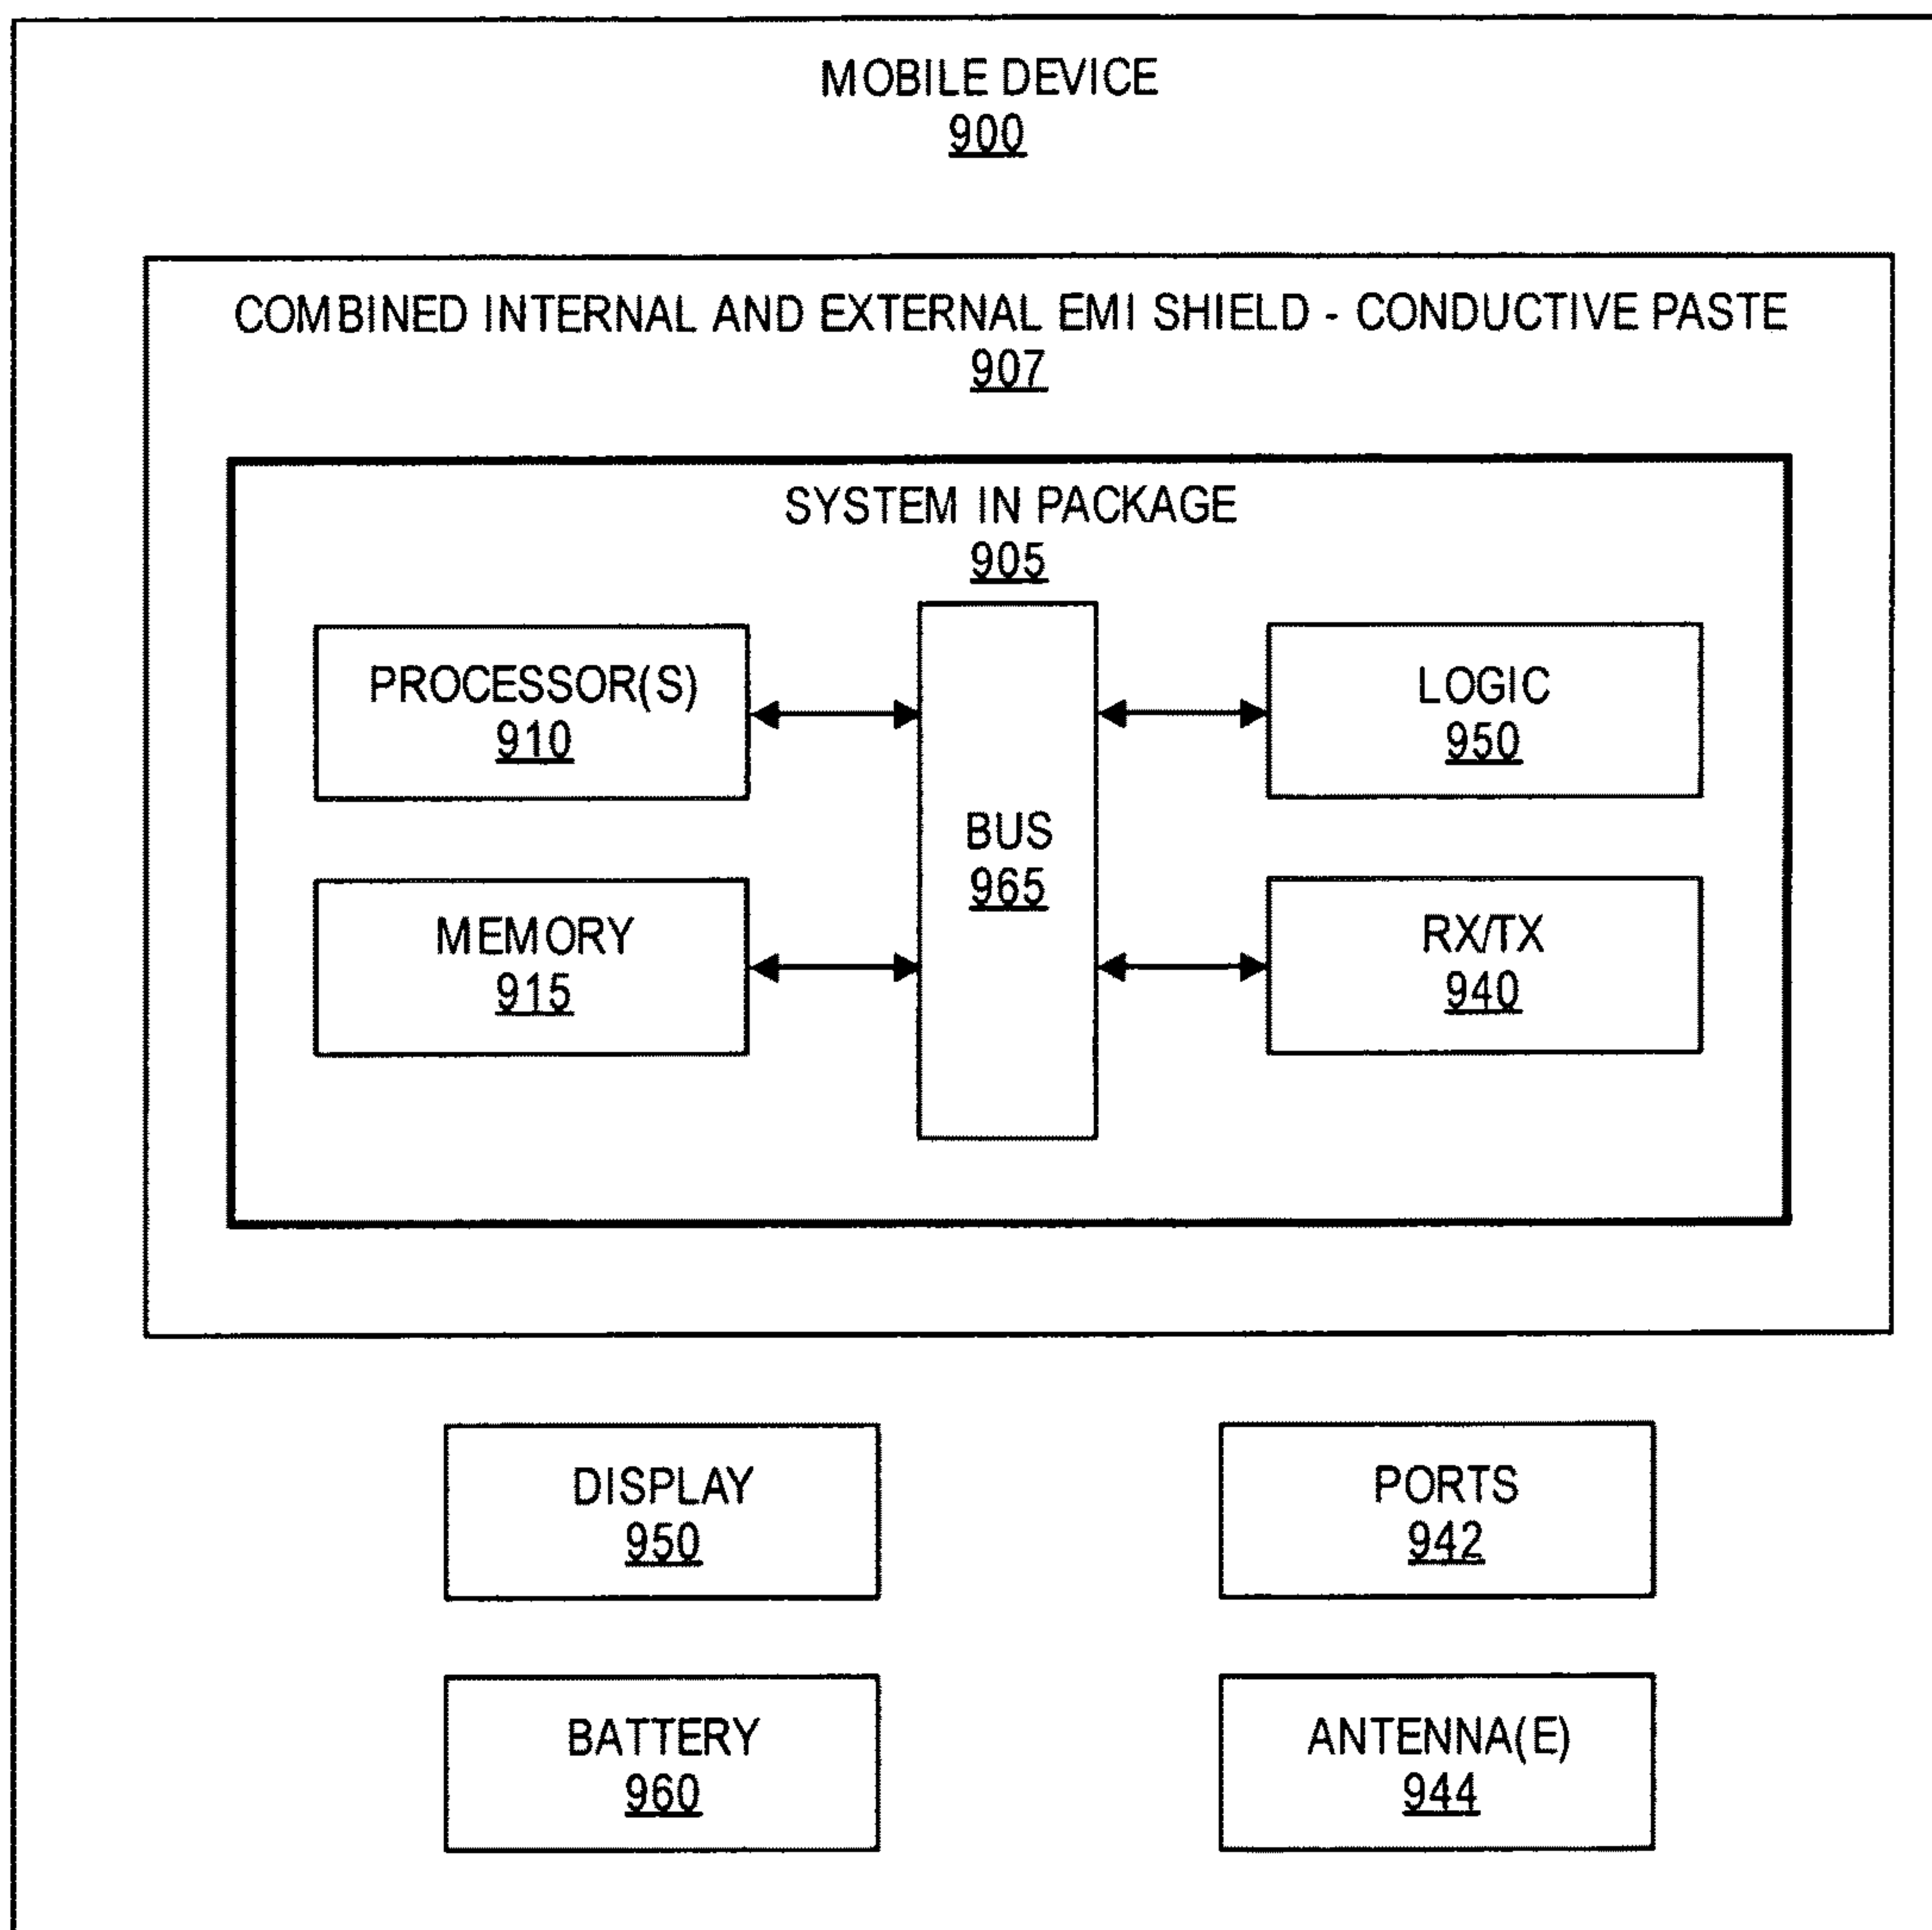 MOBILE DEVICE
900
COMBINED INTERNAL AND EXTERNAL EMI SHIELD - CONDUCTIVE PASTE
907
SYSTEM IN PACKAGE
905
PROCESSOR(S)
910
LOGIC
950
BUS
965
MEMORY
915
RX/TX
940
DISPLAY
950
PORTS
942
BATTERY
960
ANTENNA(E)
944